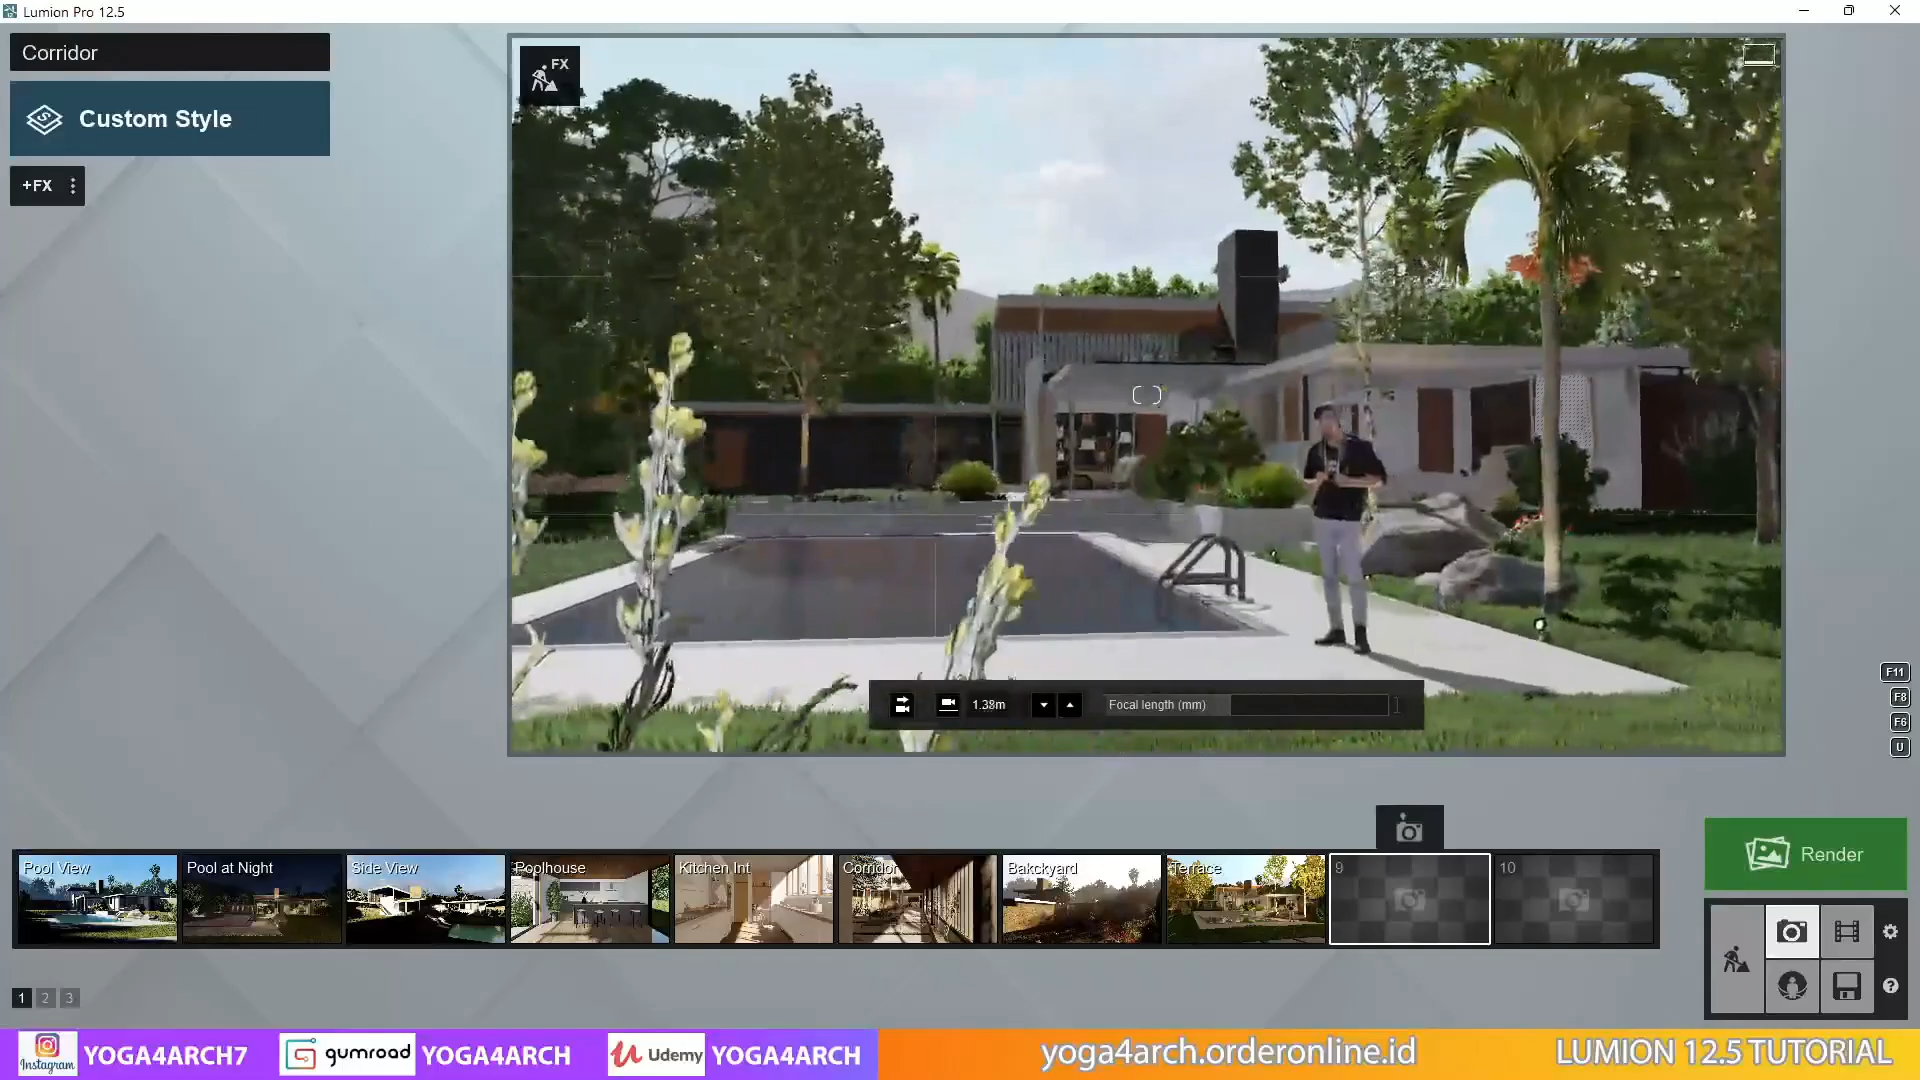 Lumion Pro 12.5
Corridor
Custom Style
+FX
FX
1.38m
Focal length (mm)
F11
F8
F6
U
Pool View
Pool at Night
Side View
Poolhouse
Kitchen Int
Corridor
Bakckyard
Terrace
9
10
Render
?
1 2 3
Instagram
YOGA4ARCH7
gumroad
YOGA4ARCH
Udemy
YOGA4ARCH
yoga4arch.orderonline.id
LUMION 12.5 TUTORIAL